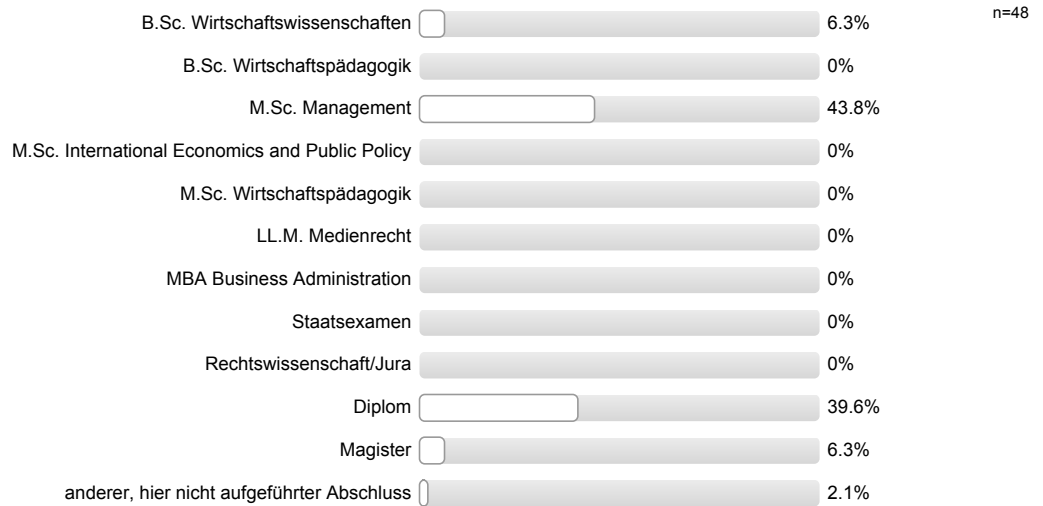 B.Sc. Wirtschaftswissenschaften 6.3% n=48
B.Sc. Wirtschaftspädagogik 0%
M.Sc. Management 43.8%
M.Sc. International Economics and Public Policy 0%
M.Sc. Wirtschaftspädagogik 0%
LL.M. Medienrecht 0%
MBA Business Administration 0%
Staatsexamen 0%
Rechtswissenschaft/Jura 0%
Diplom 39.6%
Magister 6.3%
anderer, hier nicht aufgeführter Abschluss 2.1%